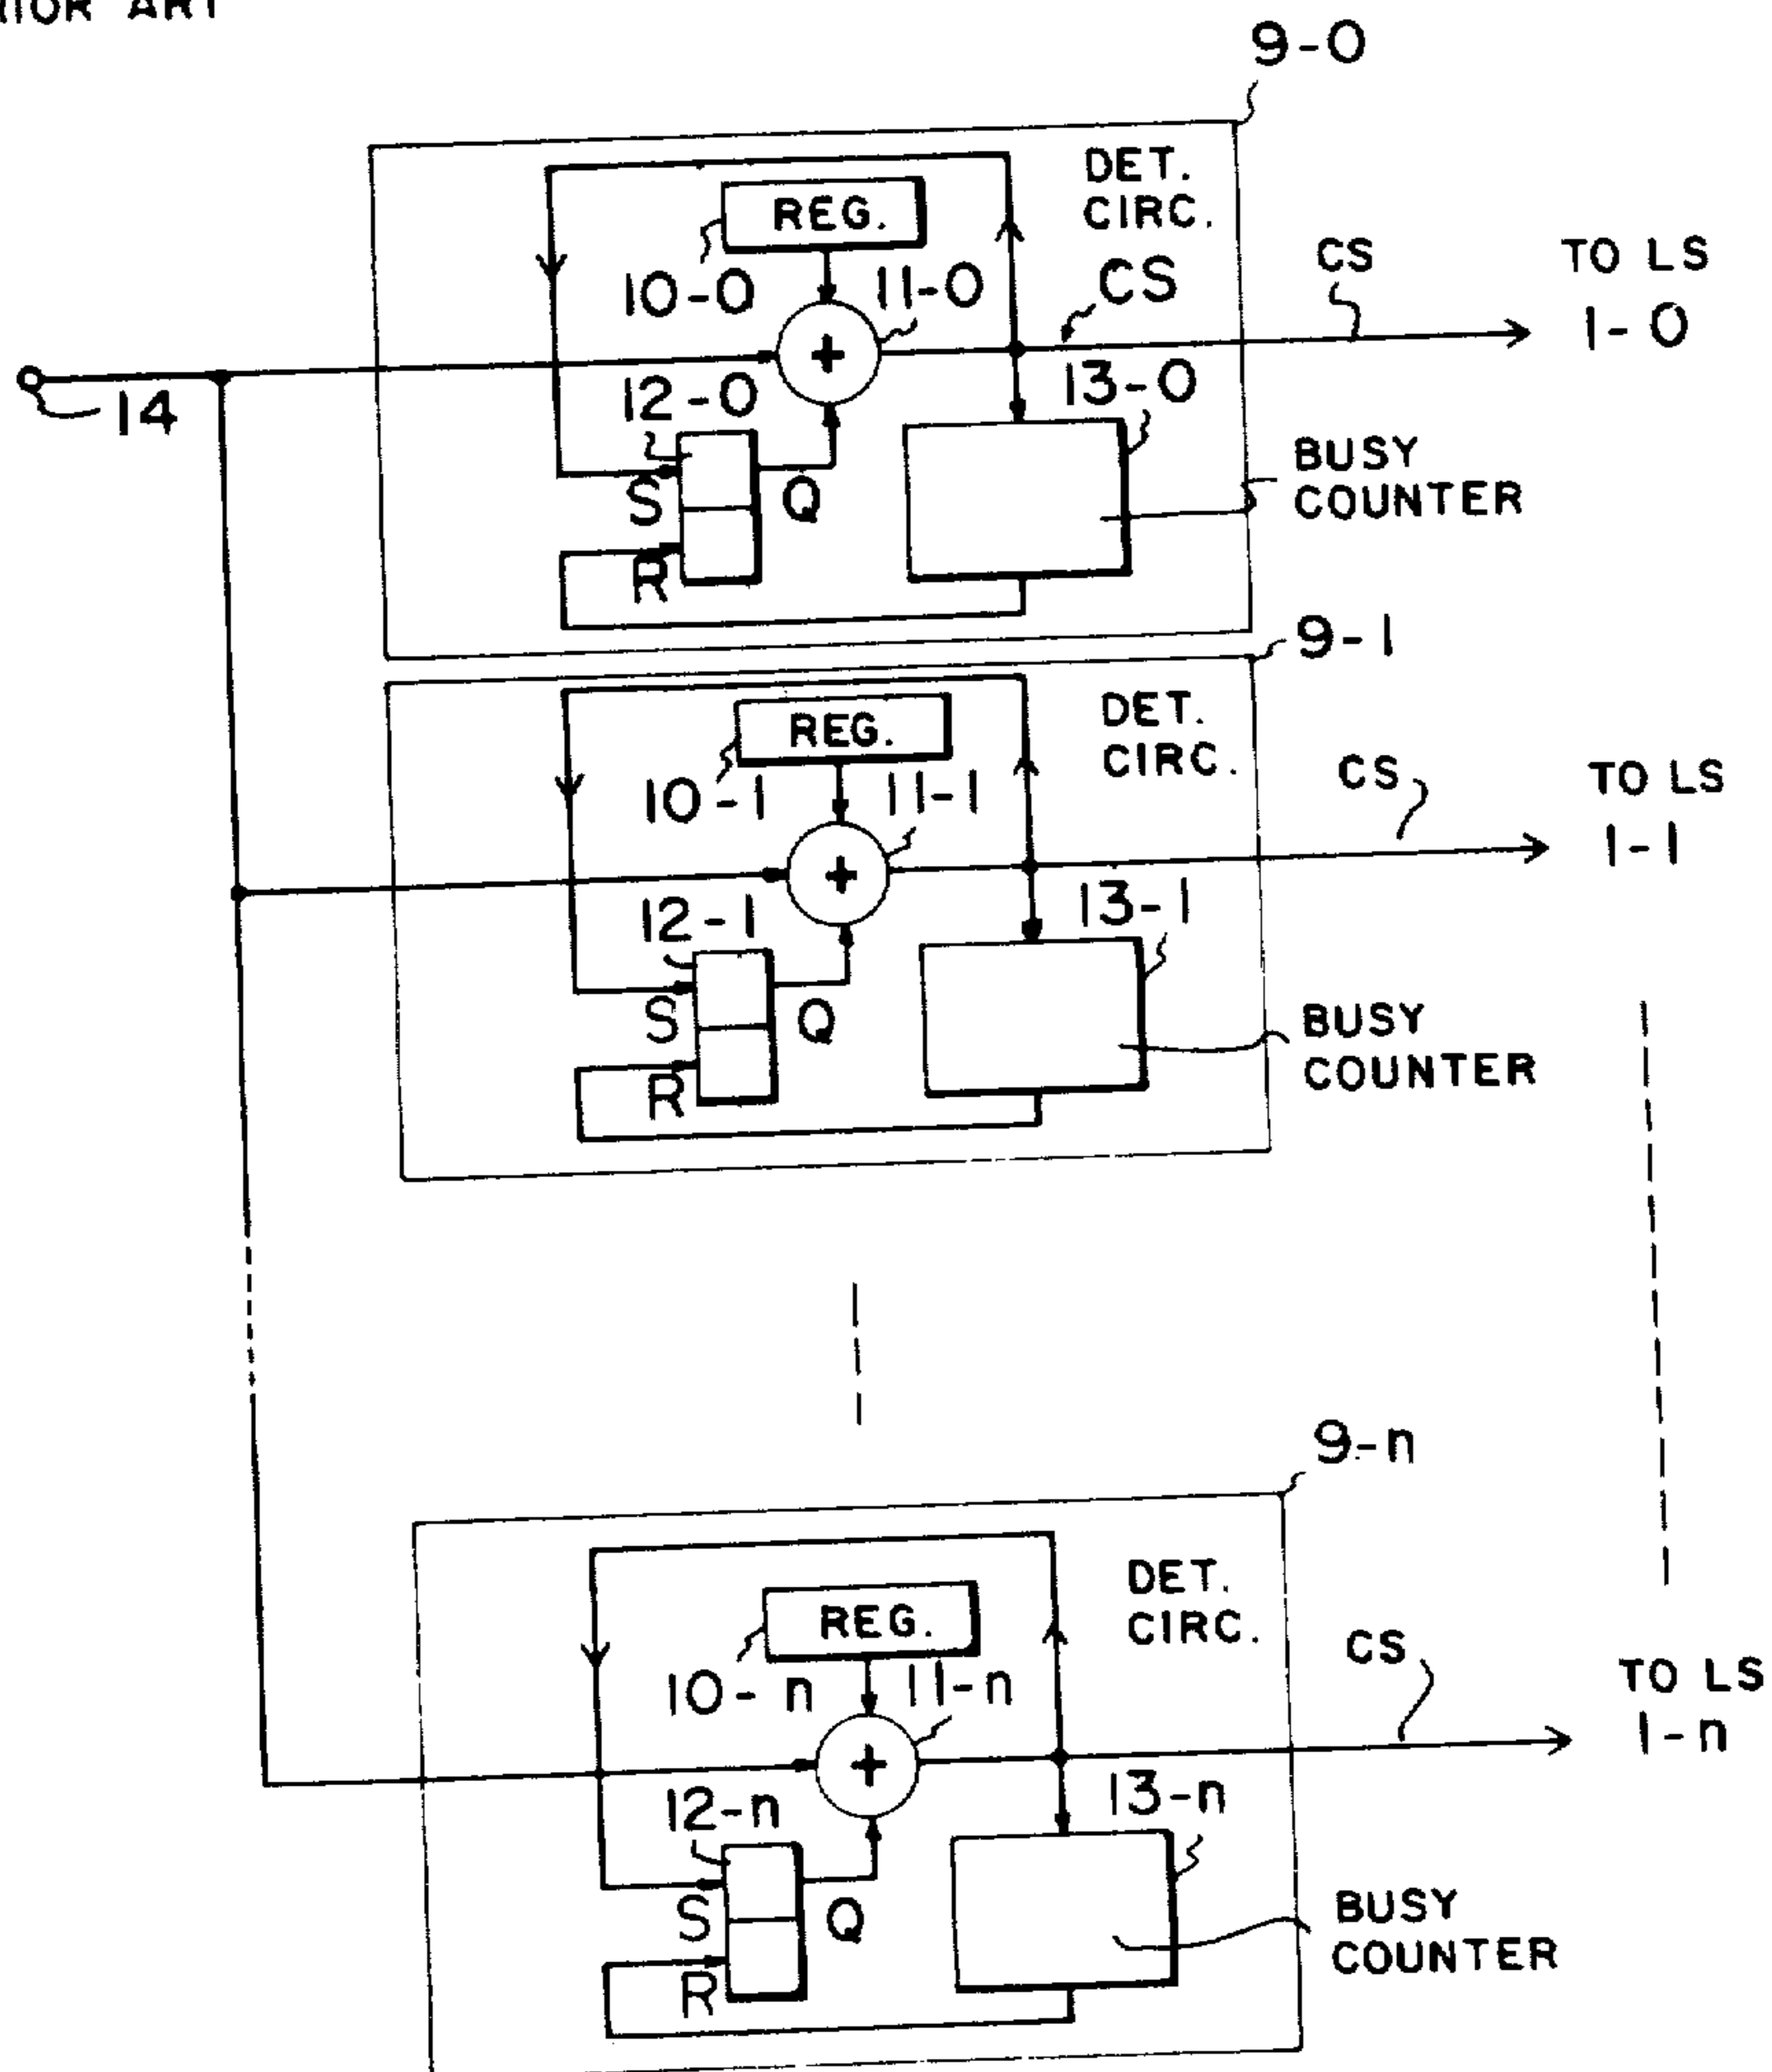 9-0
DET.
CIRC.
REG.
10-0
11-0
CS
CS
TO LS
1-0
14
12-0
13-0
S
Q
R
BUSY
COUNTER
9-1
DET.
CIRC.
REG.
10-1
11-1
CS
TO LS
1-1
12-1
13-1
S
Q
R
BUSY
COUNTER
9-n
DET.
CIRC.
REG.
10-n
11-n
CS
TO LS
1-n
12-n
13-n
S
Q
R
BUSY
COUNTER